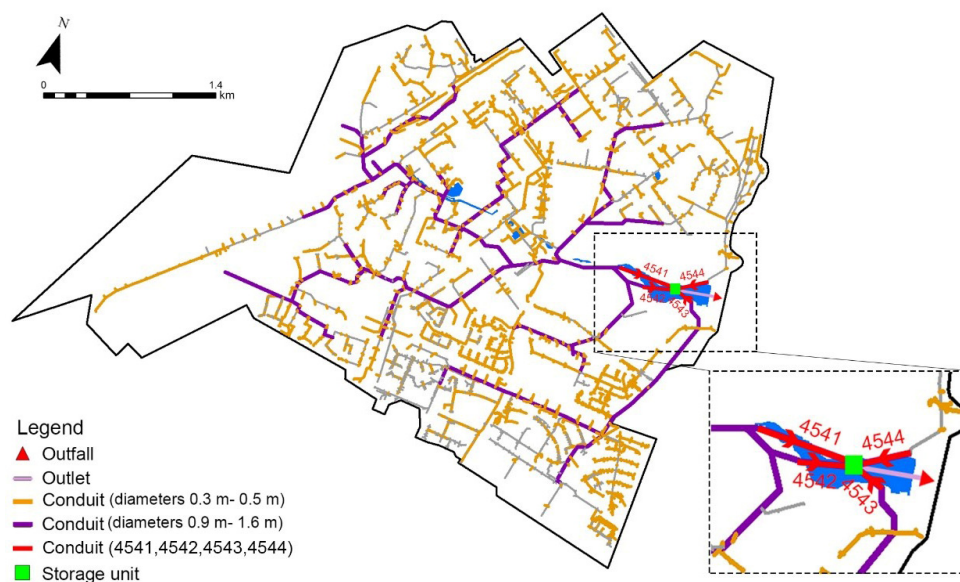 N
0 1.4
km
4541
4544
4542
4543
4541
4544
4542
4543
Legend
Outfall
Outlet
Conduit (diameters 0.3 m- 0.5 m)
Conduit (diameters 0.9 m- 1.6 m)
Conduit (4541,4542,4543,4544)
Storage unit